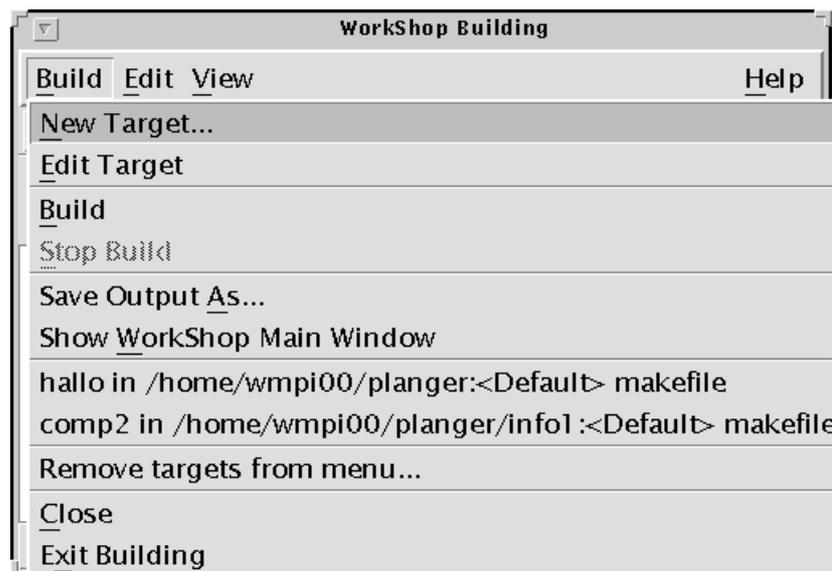 WorkShop Building
Build Edit View Help
New Target...
Edit Target
Build
Stop Build
Save Output As...
Show WorkShop Main Window
hallo in /home/wmpi00/planger:<Default> makefile
comp2 in /home/wmpi00/planger/info1:<Default> makefile
Remove targets from menu...
Close
Exit Building